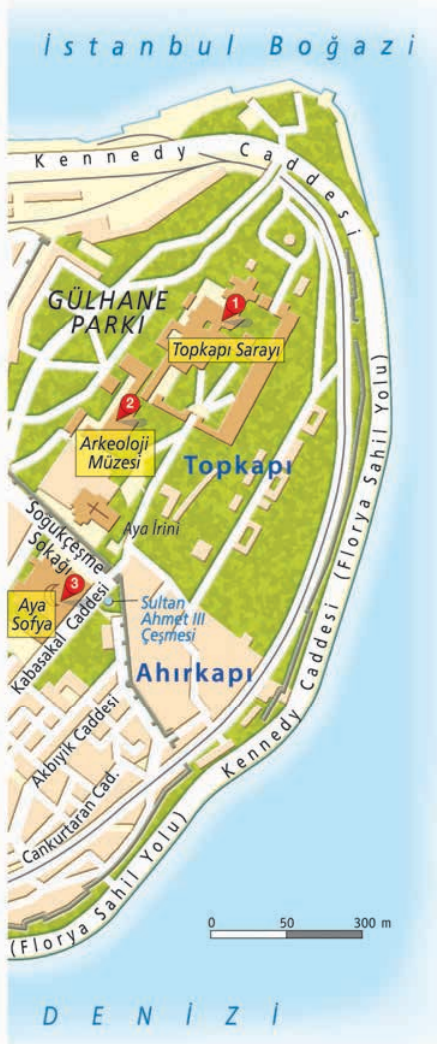 İstanbul Boğazi
Kennedy Caddesi
GÜLHANE
PARKI
1
Topkapı Sarayı
2
Arkeoloji
Müzesi
Topkapı
Aya İrini
Soğukçeşme
Sokağı
3
Aya
Sofya
Sultan
Ahmet III
Çeşmesi
Kabasakal Caddesi
Ahırkapı
Akbıyık Caddesi
Cankurtaran Cad.
Kennedy Caddesi (Florya Sahil Yolu)
(Florya Sahil Yolu)
0 50 300 m
DENİZİ